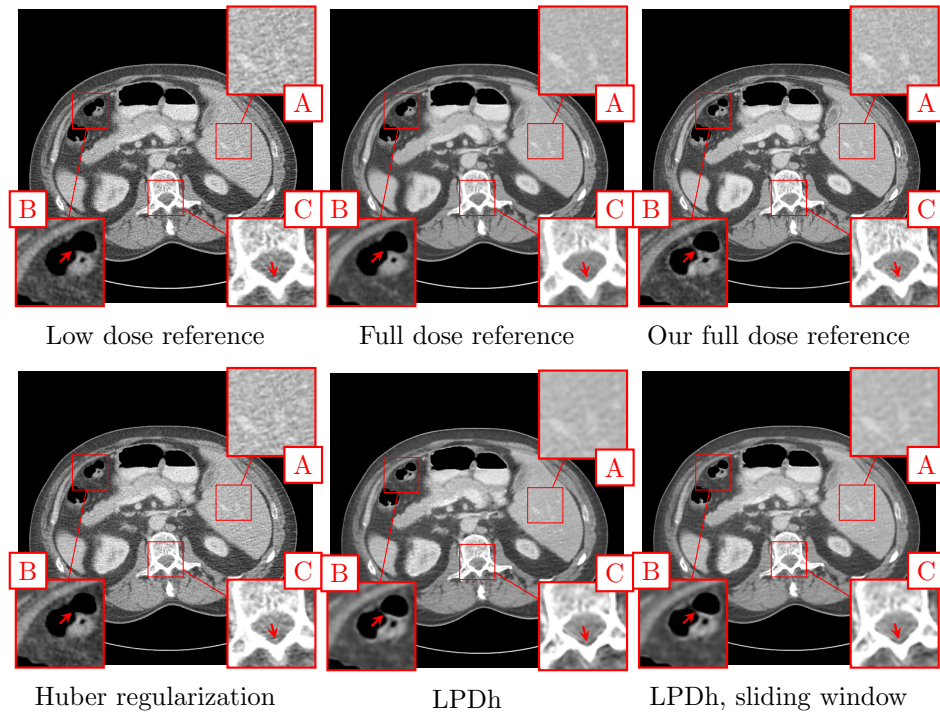 A
A
A
B
C
B
C
B
C
Low dose reference
Full dose reference
Our full dose reference
A
A
A
B
C
B
C
B
C
Huber regularization
LPDh
LPDh, sliding window